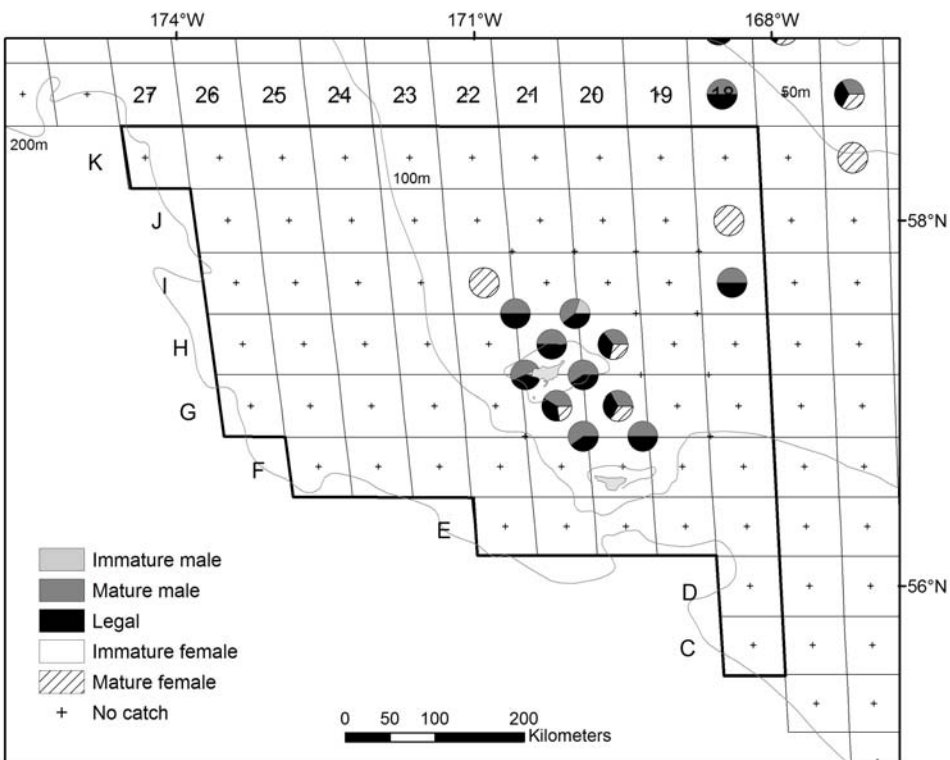 174°W 171°W 168°W
27 26 25 24 23 22 21 20 19 18 50m
200m
K
100m
J
58°N
I
H
G
F
E
Immature male
Mature male
Legal
Immature female
Mature female
No catch
D
56°N
C
0 50 100 200
Kilometers